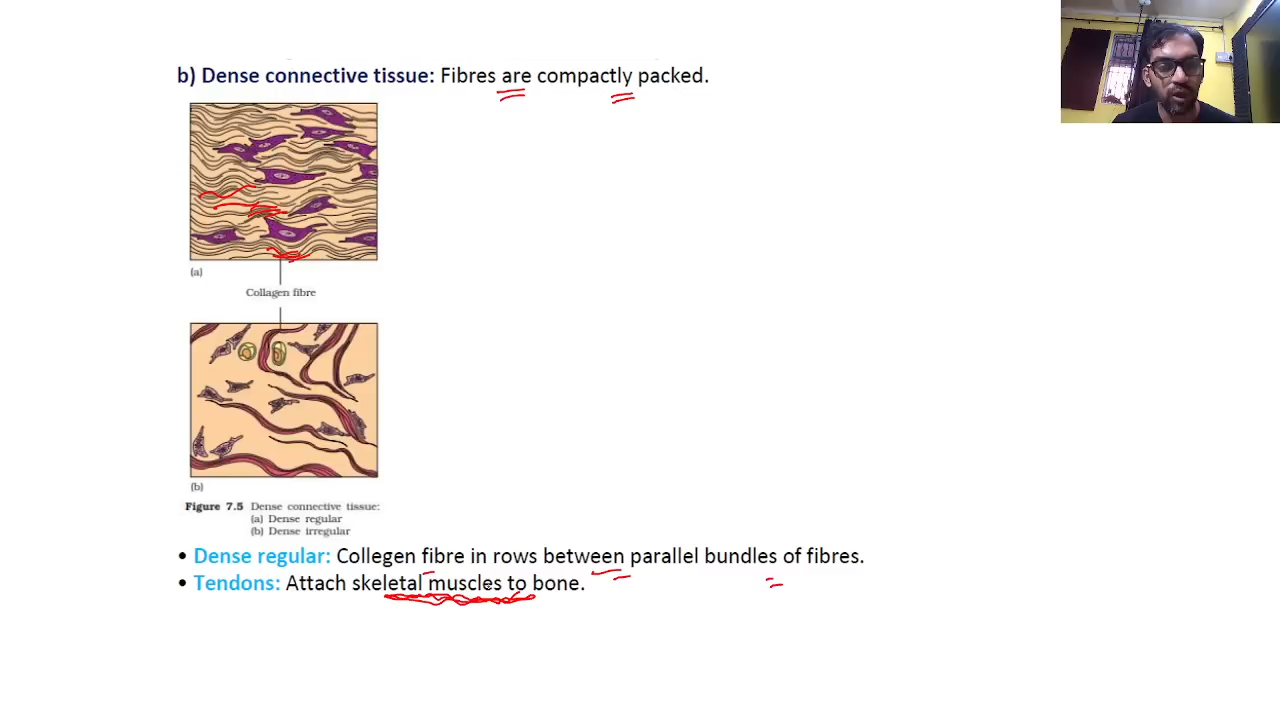 b) Dense connective tissue: Fibres are compactly packed.
(a)
Collagen fibre
(b)
Figure 7.5 Dense connective tissue:
(a) Dense regular
(b) Dense irregular
• Dense regular: Collegen fibre in rows between parallel bundles of fibres.
• Tendons: Attach skeletal muscles to bone.